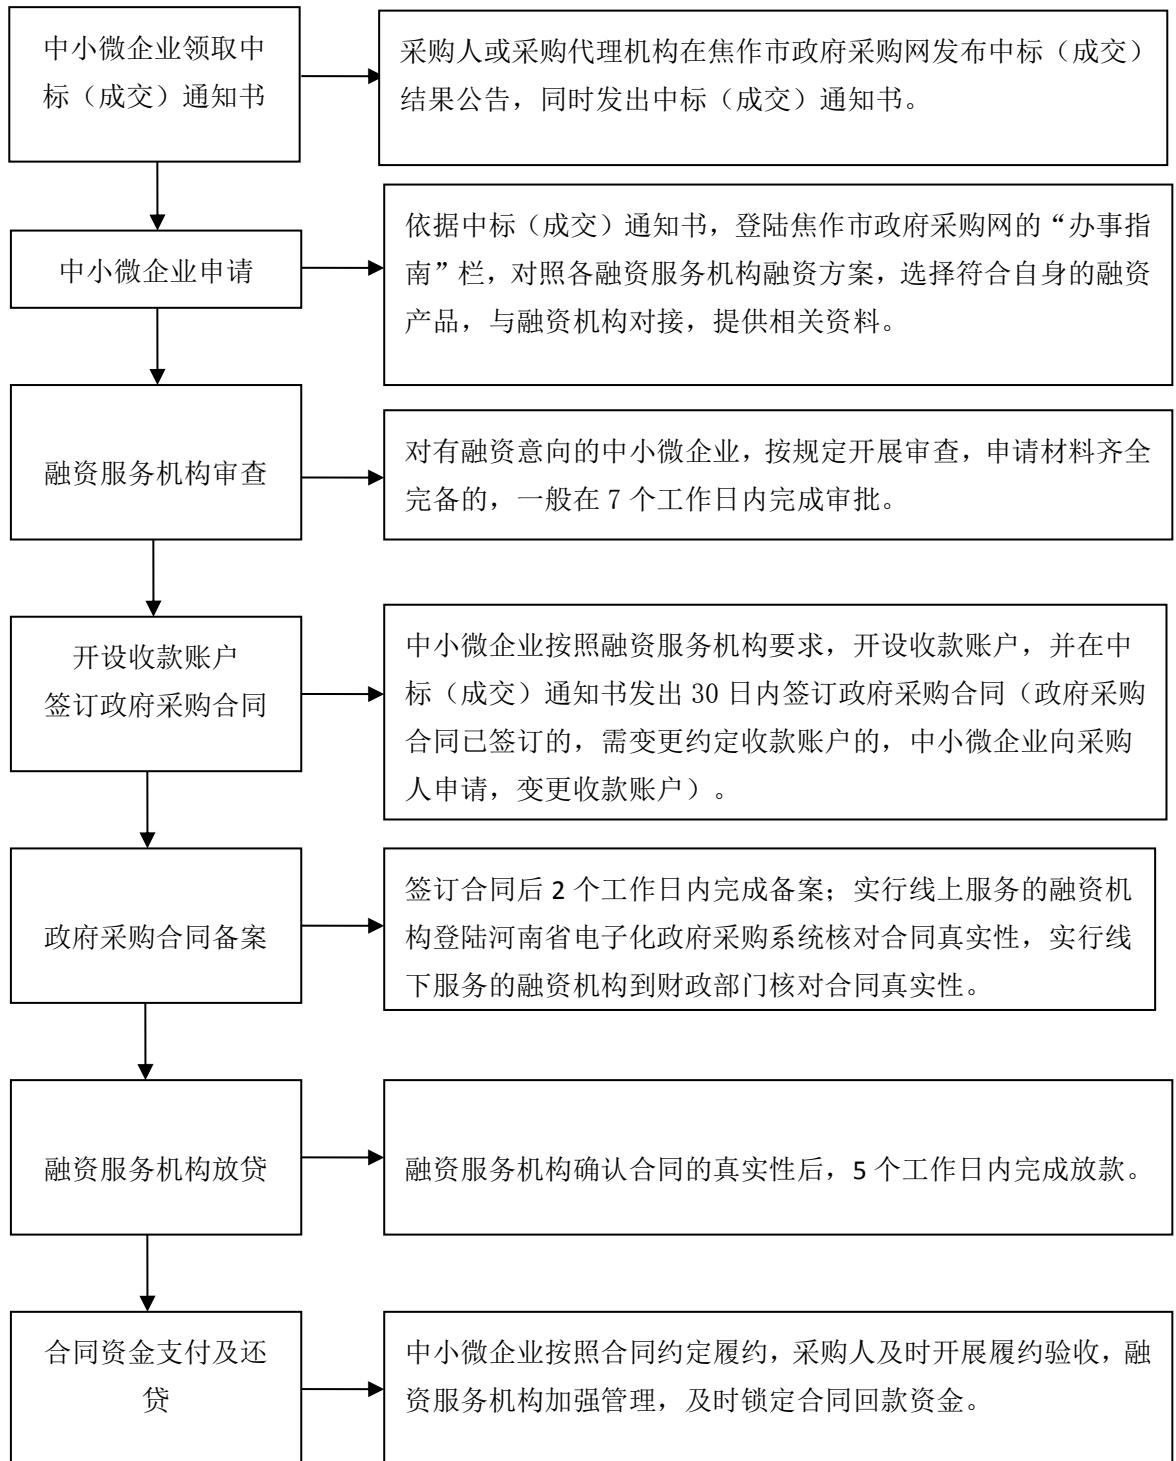 中小微企业领取中
标（成交）通知书
采购人或采购代理机构在焦作市政府采购网发布中标（成交）
结果公告，同时发出中标（成交）通知书。
中小微企业申请
依据中标（成交）通知书，登陆焦作市政府采购网的“办事指
南”栏，对照各融资服务机构融资方案，选择符合自身的融资
产品，与融资机构对接，提供相关资料。
融资服务机构审查
对有融资意向的中小微企业，按规定开展审查，申请材料齐全
完备的，一般在 7 个工作日内完成审批。
开设收款账户
签订政府采购合同
中小微企业按照融资服务机构要求，开设收款账户，并在中
标（成交）通知书发出 30 日内签订政府采购合同（政府采购
合同已签订的，需变更约定收款账户的，中小微企业向采购
人申请，变更收款账户）。
政府采购合同备案
签订合同后 2 个工作日内完成备案；实行线上服务的融资机
构登陆河南省电子化政府采购系统核对合同真实性，实行线
下服务的融资机构到财政部门核对合同真实性。
融资服务机构放贷
融资服务机构确认合同的真实性后，5 个工作日内完成放款。
合同资金支付及还
贷
中小微企业按照合同约定履约，采购人及时开展履约验收，融
资服务机构加强管理，及时锁定合同回款资金。